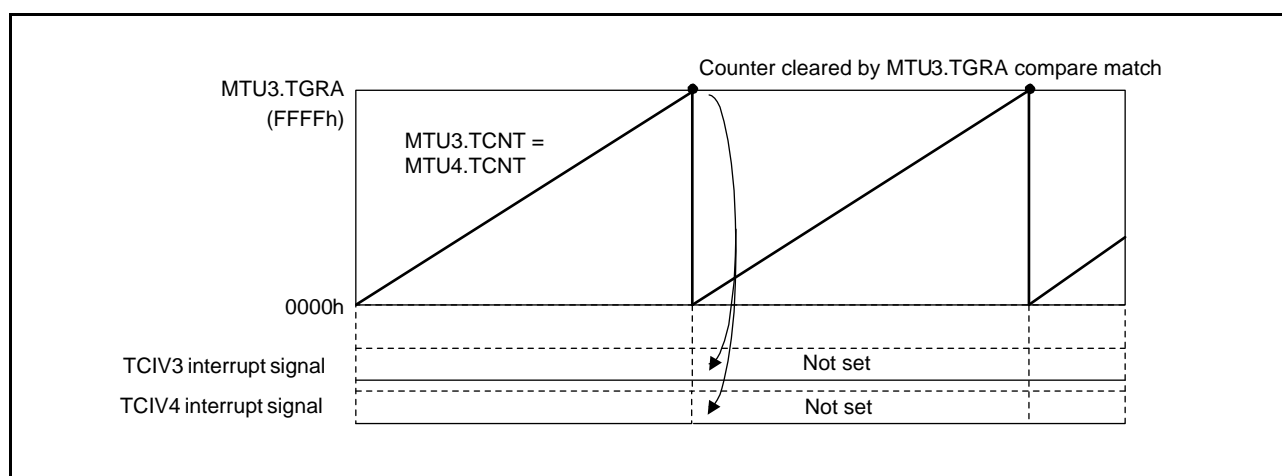 Counter cleared by MTU3.TGRA compare match
MTU3.TGRA
(FFFFh)
MTU3.TCNT =
MTU4.TCNT
0000h
TCIV3 interrupt signal
Not set
TCIV4 interrupt signal
Not set